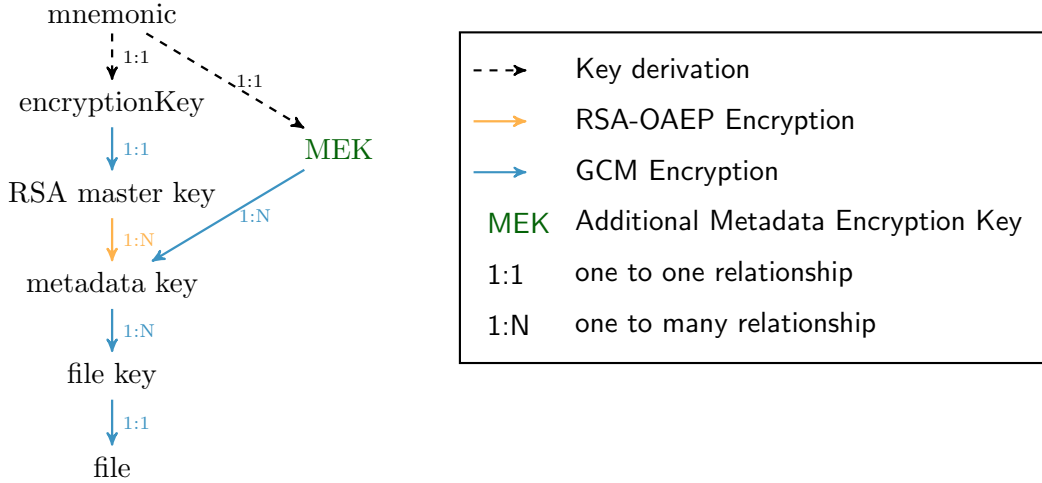 mnemonic
1:1
1:1
encryptionKey
1:1
MEK
RSA master key
1:N
1:N
metadata key
1:N
file key
1:1
file
Key derivation
RSA-OAEP Encryption
GCM Encryption
MEK Additional Metadata Encryption Key
1:1 one to one relationship
1:N one to many relationship